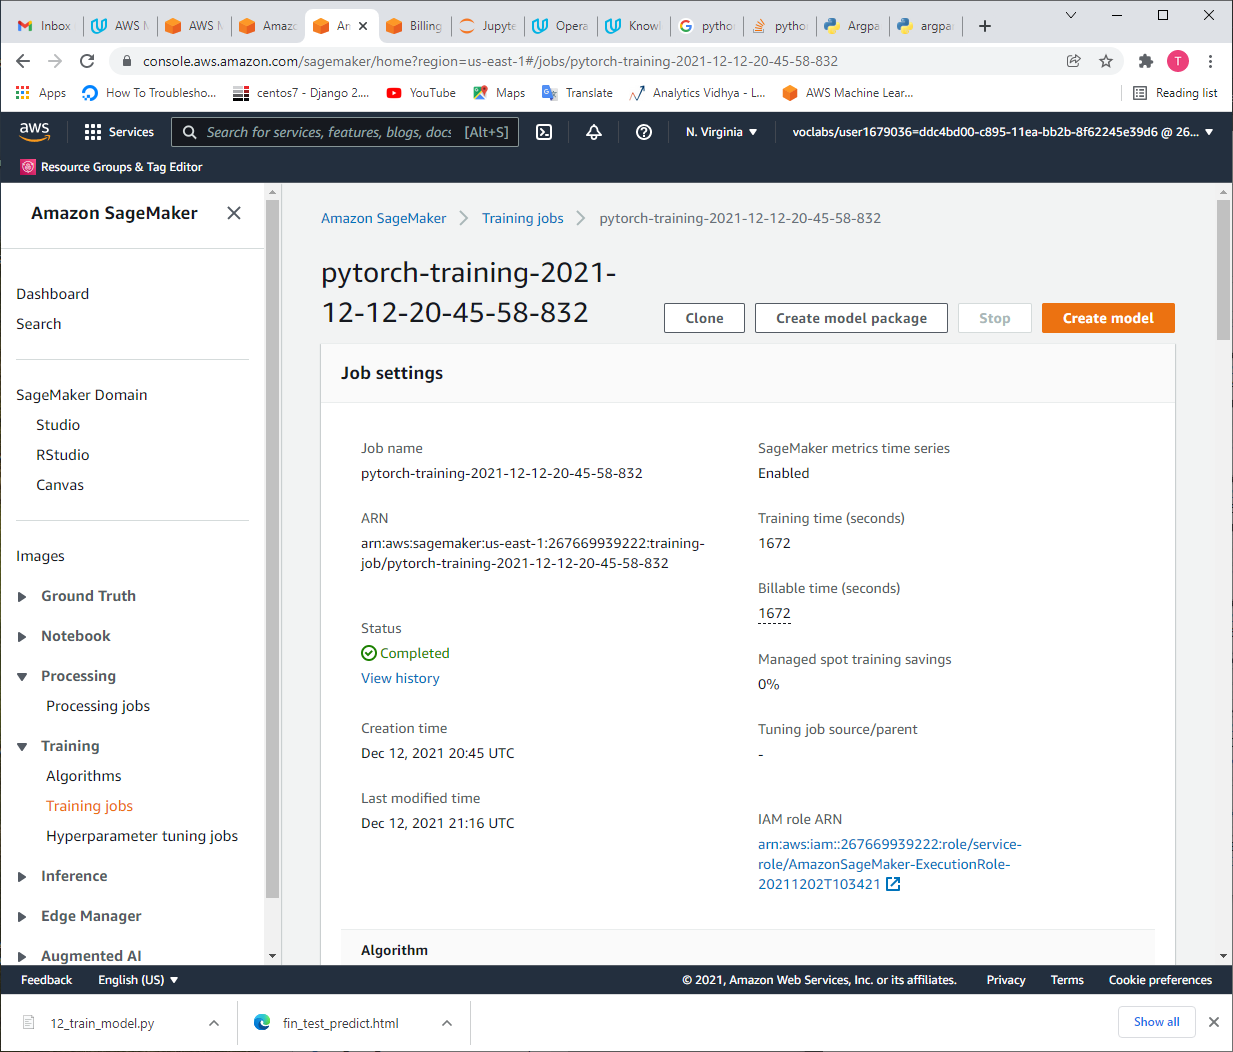 Inbox
AWS M
AWS M
Amazo
An
Billing
Jupyte
Opera
Knowl
pytho
pytho
Argpa
argpar
console.aws.amazon.com/sagemaker/home?region=us-east-1#/jobs/pytorch-training-2021-12-12-20-45-58-832
T
Apps
How To Troublesho...
centos7 - Django 2....
YouTube
Maps
Translate
Analytics Vidhya - L...
AWS Machine Lear...
Reading list
aws
Services
Search for services, features, blogs, docs [Alt+S]
N. Virginia
voclabs/user1679036=ddc4bd00-c895-11ea-bb2b-8f62245e39d6 @ 26...
Resource Groups & Tag Editor
Amazon SageMaker
Dashboard
Search
SageMaker Domain
Studio
RStudio
Canvas
Images
Ground Truth
Notebook
Processing
Processing jobs
Training
Algorithms
Training jobs
Hyperparameter tuning jobs
Inference
Edge Manager
Augmented AI
Amazon SageMaker
Training jobs
pytorch-training-2021-12-12-20-45-58-832
pytorch-training-2021-
12-12-20-45-58-832
Clone
Create model package
Stop
Create model
Job settings
Job name
pytorch-training-2021-12-12-20-45-58-832
ARN
arn:aws:sagemaker:us-east-1:267669939222:training-
job/pytorch-training-2021-12-12-20-45-58-832
Status
Completed
View history
Creation time
Dec 12, 2021 20:45 UTC
Last modified time
Dec 12, 2021 21:16 UTC
SageMaker metrics time series
Enabled
Training time (seconds)
1672
Billable time (seconds)
1672
Managed spot training savings
0%
Tuning job source/parent
-
IAM role ARN
arn:aws:iam::267669939222:role/service-
role/AmazonSageMaker-ExecutionRole-
20211202T103421
Algorithm
Feedback
English (US)
© 2021, Amazon Web Services, Inc. or its affiliates.
Privacy
Terms
Cookie preferences
12_train_model.py
fin_test_predict.html
Show all